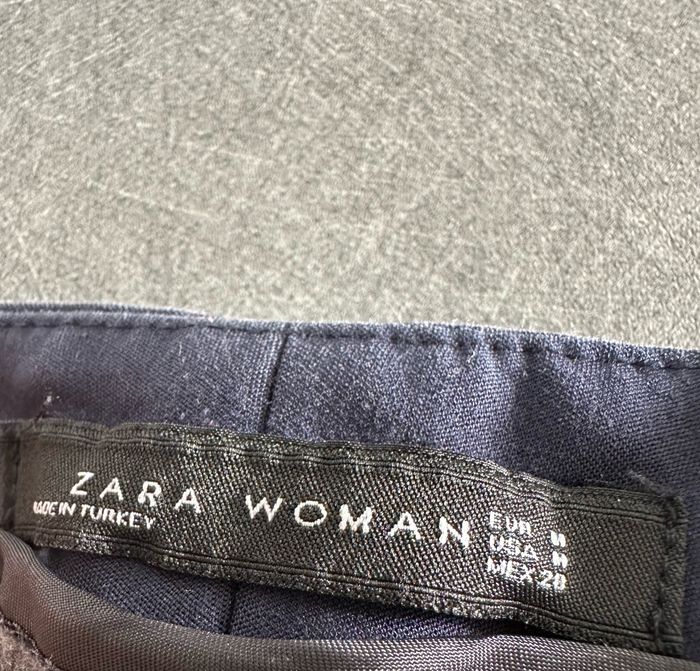 ZARA WOMAN
MADE IN TURKEY
EUR M
USA M
MEX 28